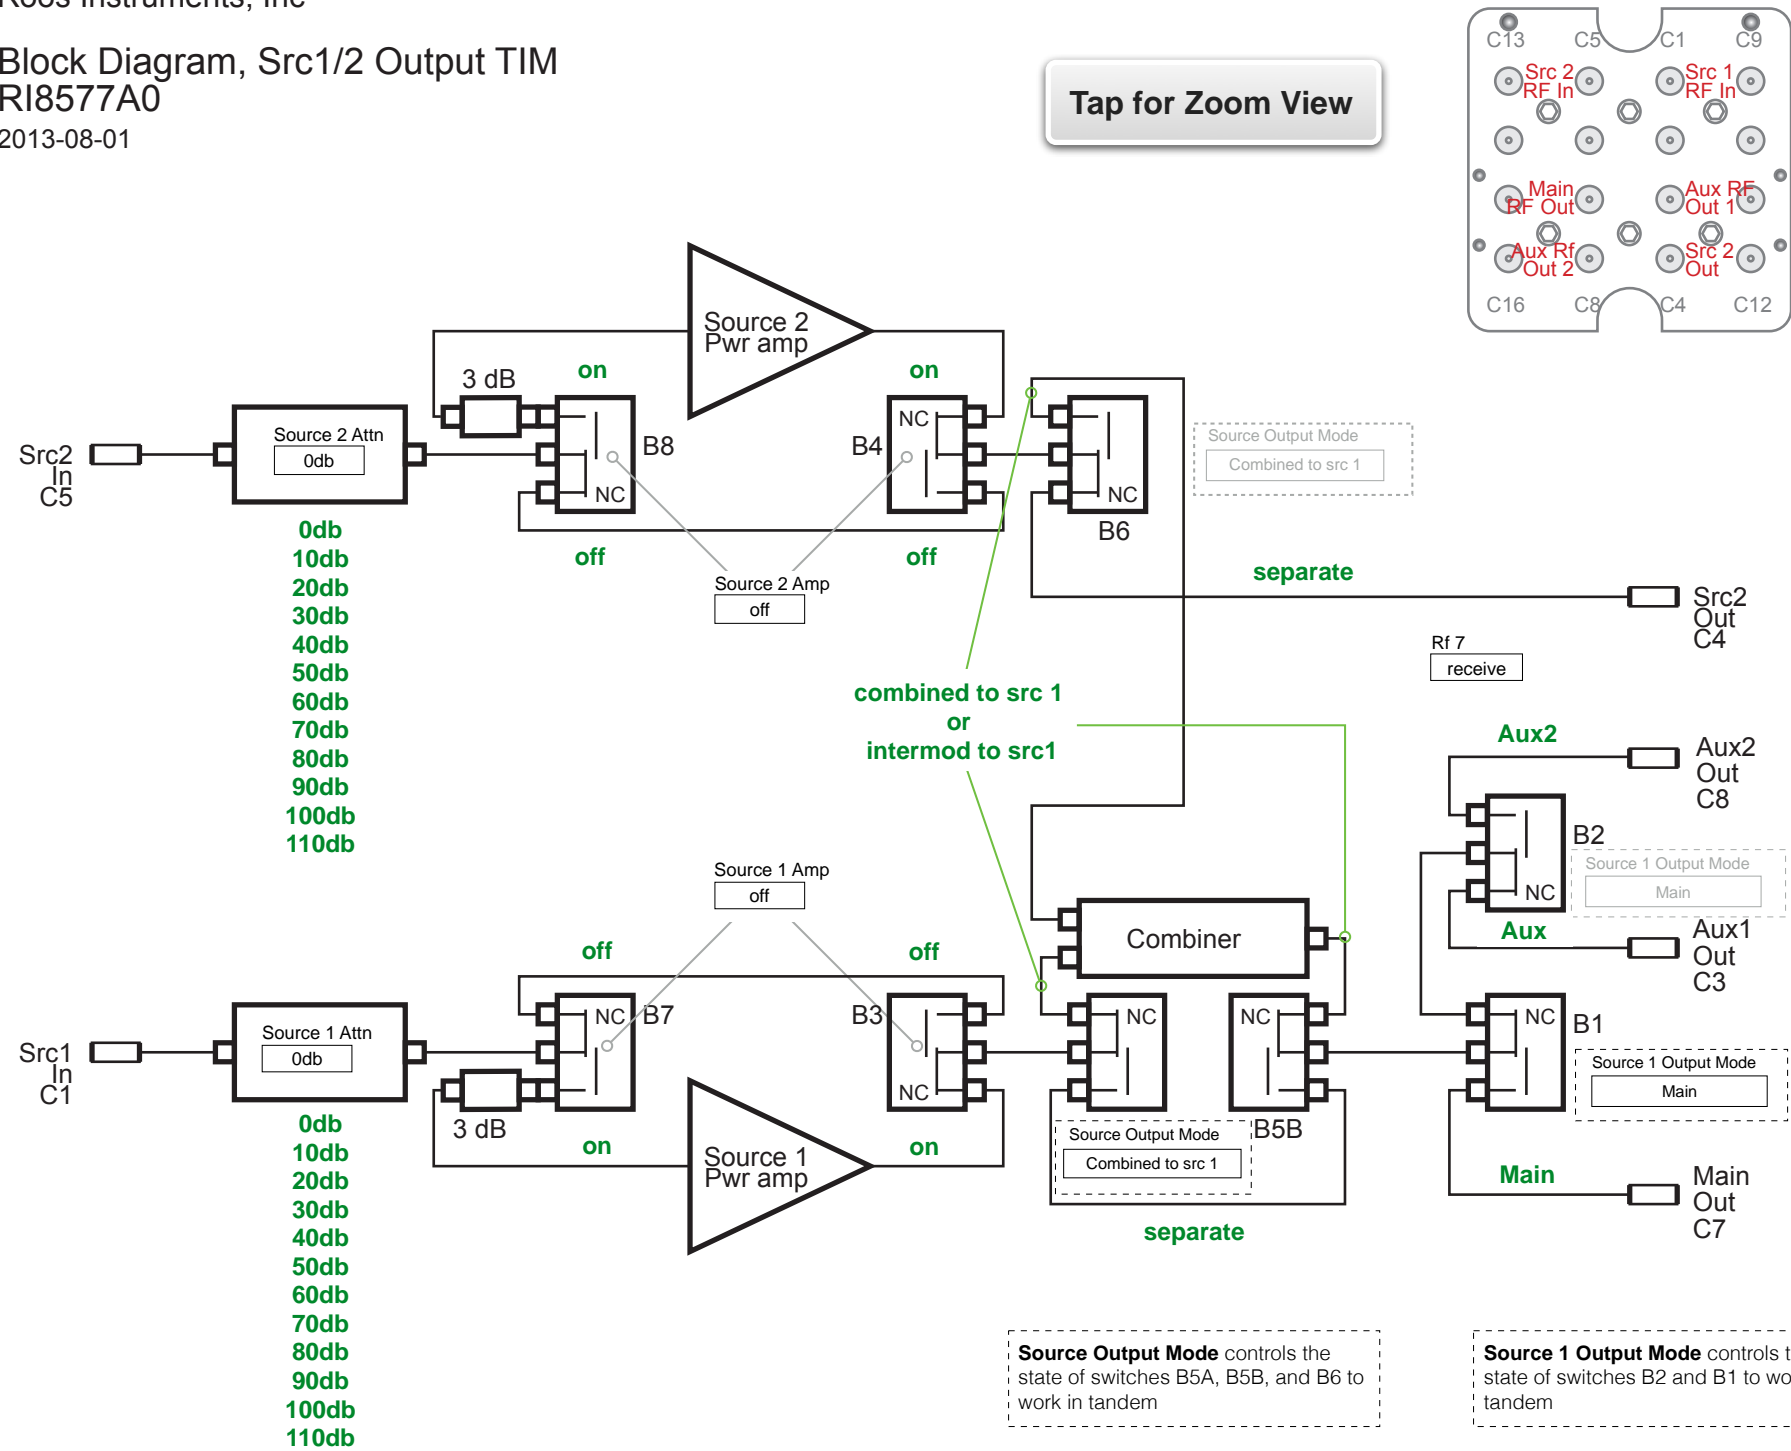 Roos Instruments, Inc
Block Diagram, Src1/2 Output TIM
RI8577A0
2013-08-01
Tap for Zoom View
C13 C5 C1 C9
Src 2
RF In
Src 1
RF In
Main
RF Out
Aux RF
Out 1
Aux Rf
Out 2
Src 2
Out
C16 C8 C4 C12
Source 2
Pwr amp
3 dB
on
on
NC
B8
B4
NC
NC
B6
Source Output Mode
Combined to src 1
Src2
In
C5
Source 2 Attn
0db
0db
10db
20db
30db
40db
50db
60db
70db
80db
90db
100db
110db
off
off
Source 2 Amp
off
separate
Src2
Out
C4
Rf 7
receive
combined to src 1
or
intermod to src1
Aux2
Aux2
Out
C8
B2
NC
Source 1 Output Mode
Main
Aux
Aux1
Out
C3
Source 1 Amp
off
off
off
Combiner
Src1
In
C1
Source 1 Attn
0db
NC
B7
B3
NC
NC
NC
NC
B1
Source 1 Output Mode
Main
3 dB
on
on
Source 1
Pwr amp
Source Output Mode
Combined to src 1
B5B
separate
Main
Main
Out
C7
0db
10db
20db
30db
40db
50db
60db
70db
80db
90db
100db
110db
Source Output Mode controls the
state of switches B5A, B5B, and B6 to
work in tandem
Source 1 Output Mode controls t
state of switches B2 and B1 to wo
tandem